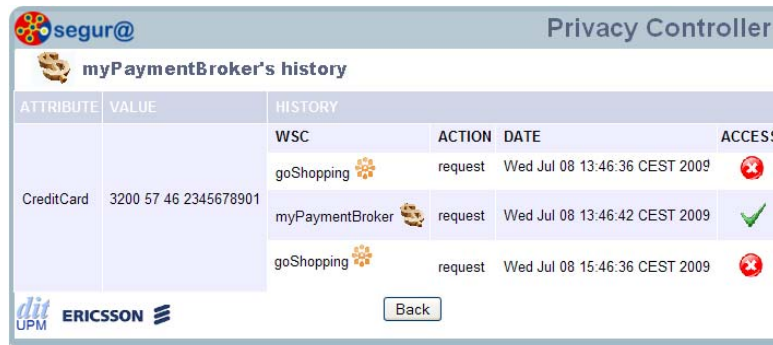 segur@ Privacy Controller
myPaymentBroker's history
ATTRIBUTE VALUE HISTORY
WSC ACTION DATE ACCESS
goShopping request Wed Jul 08 13:46:36 CEST 2009
CreditCard 3200 57 46 2345678901
myPaymentBroker request Wed Jul 08 13:46:42 CEST 2009
goShopping request Wed Jul 08 15:46:36 CEST 2009
dit
UPM
ERICSSON
Back